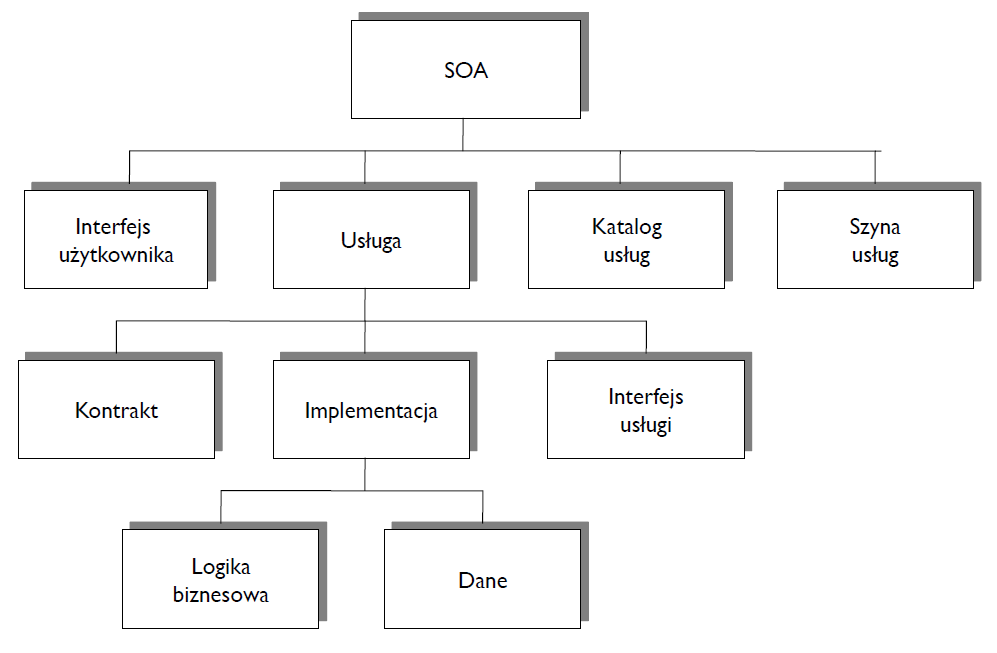 SOA
Interfejs
użytkownika
Usługa
Katalog
usług
Szyna
usług
Kontrakt
Implementacja
Interfejs
usługi
Logika
biznesowa
Dane